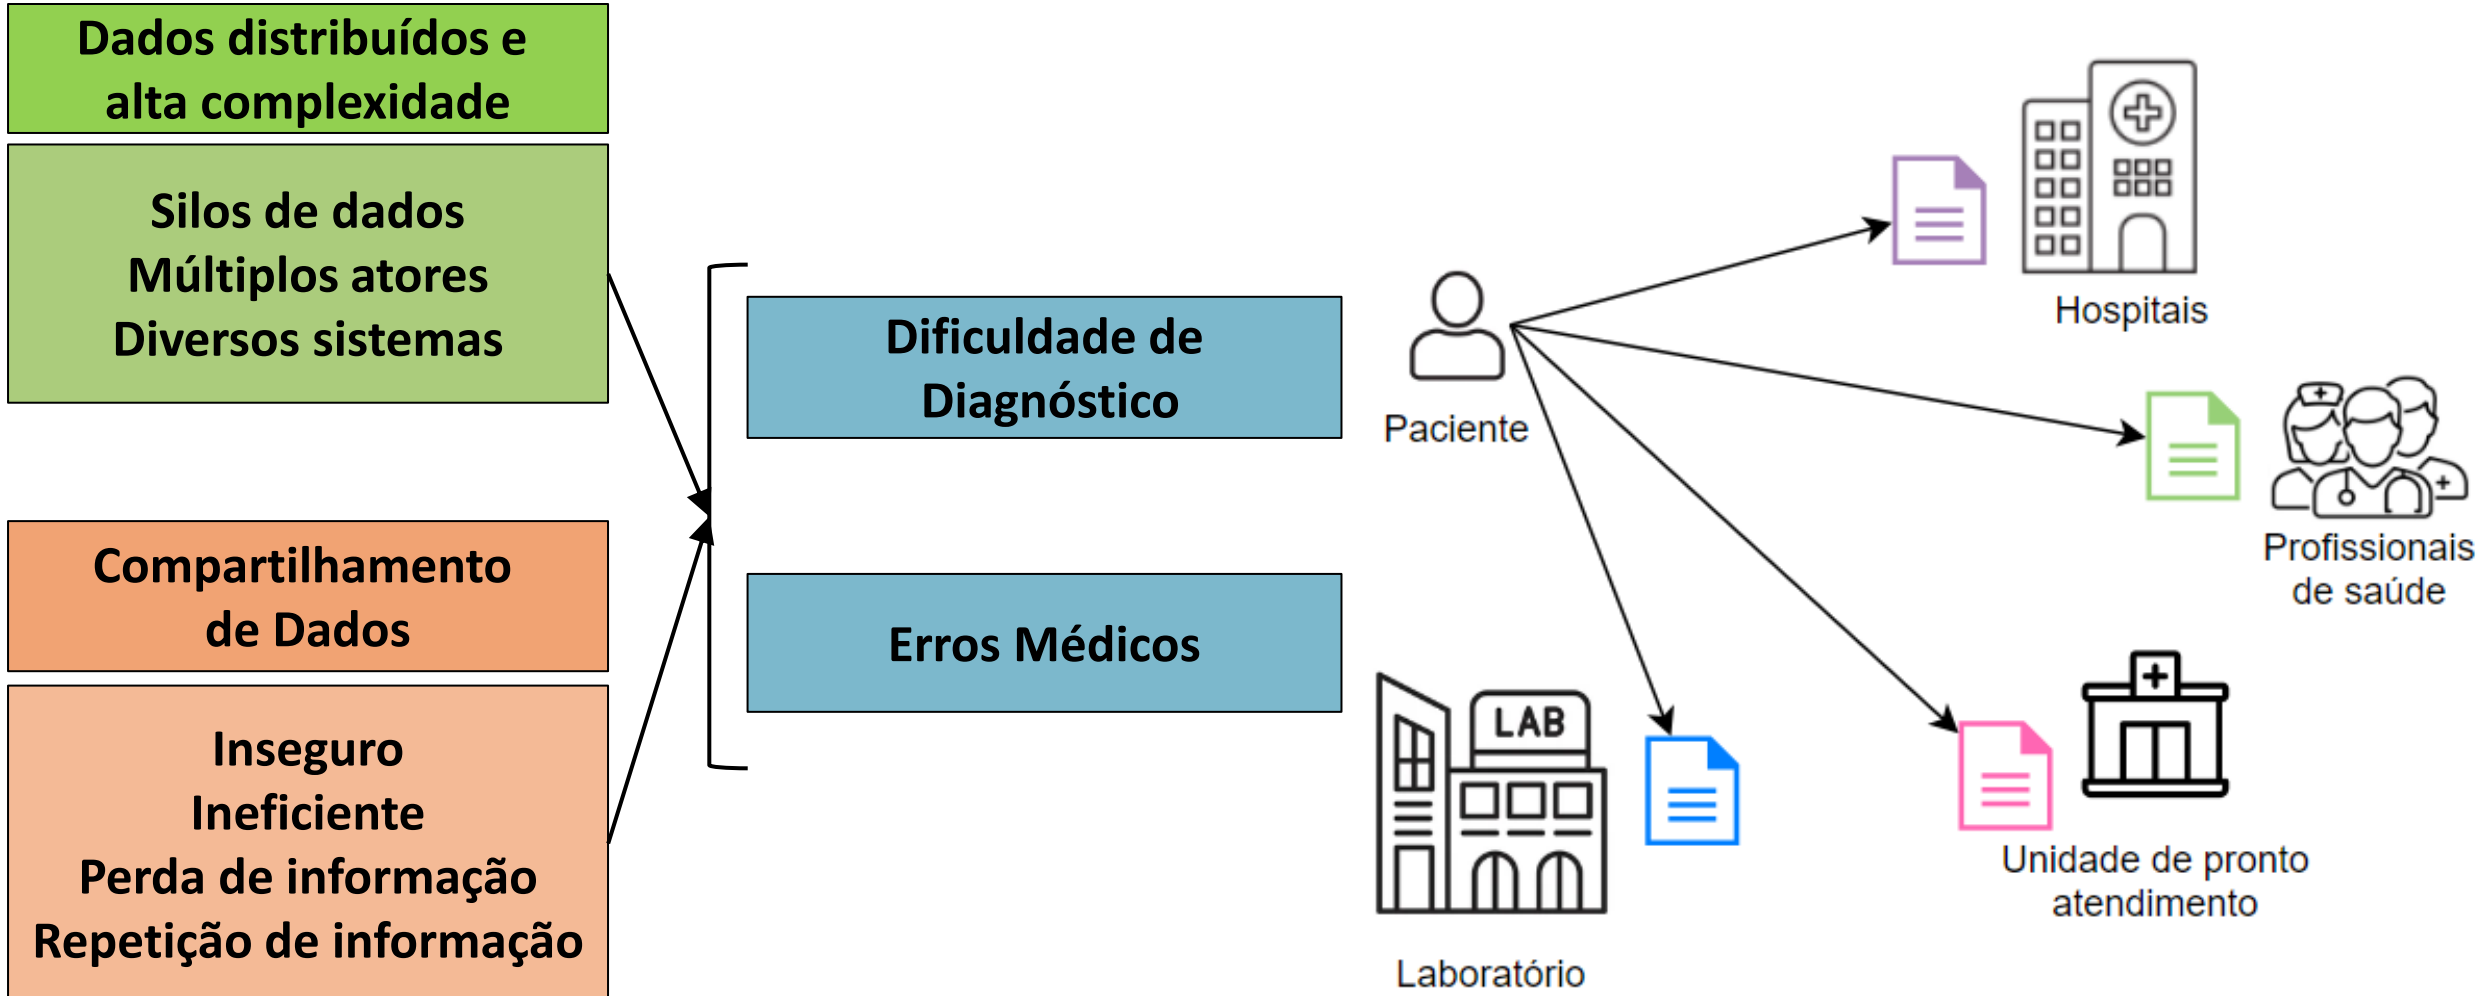 Dados distribuídos e
alta complexidade
Silos de dados
Múltiplos atores
Diversos sistemas
Compartilhamento
de Dados
Inseguro
Ineficiente
Perda de informação
Repetição de informação
Dificuldade de
Diagnóstico
Erros Médicos
Paciente
Hospitais
Profissionais
de saúde
Unidade de pronto
atendimento
LAB
Laboratório